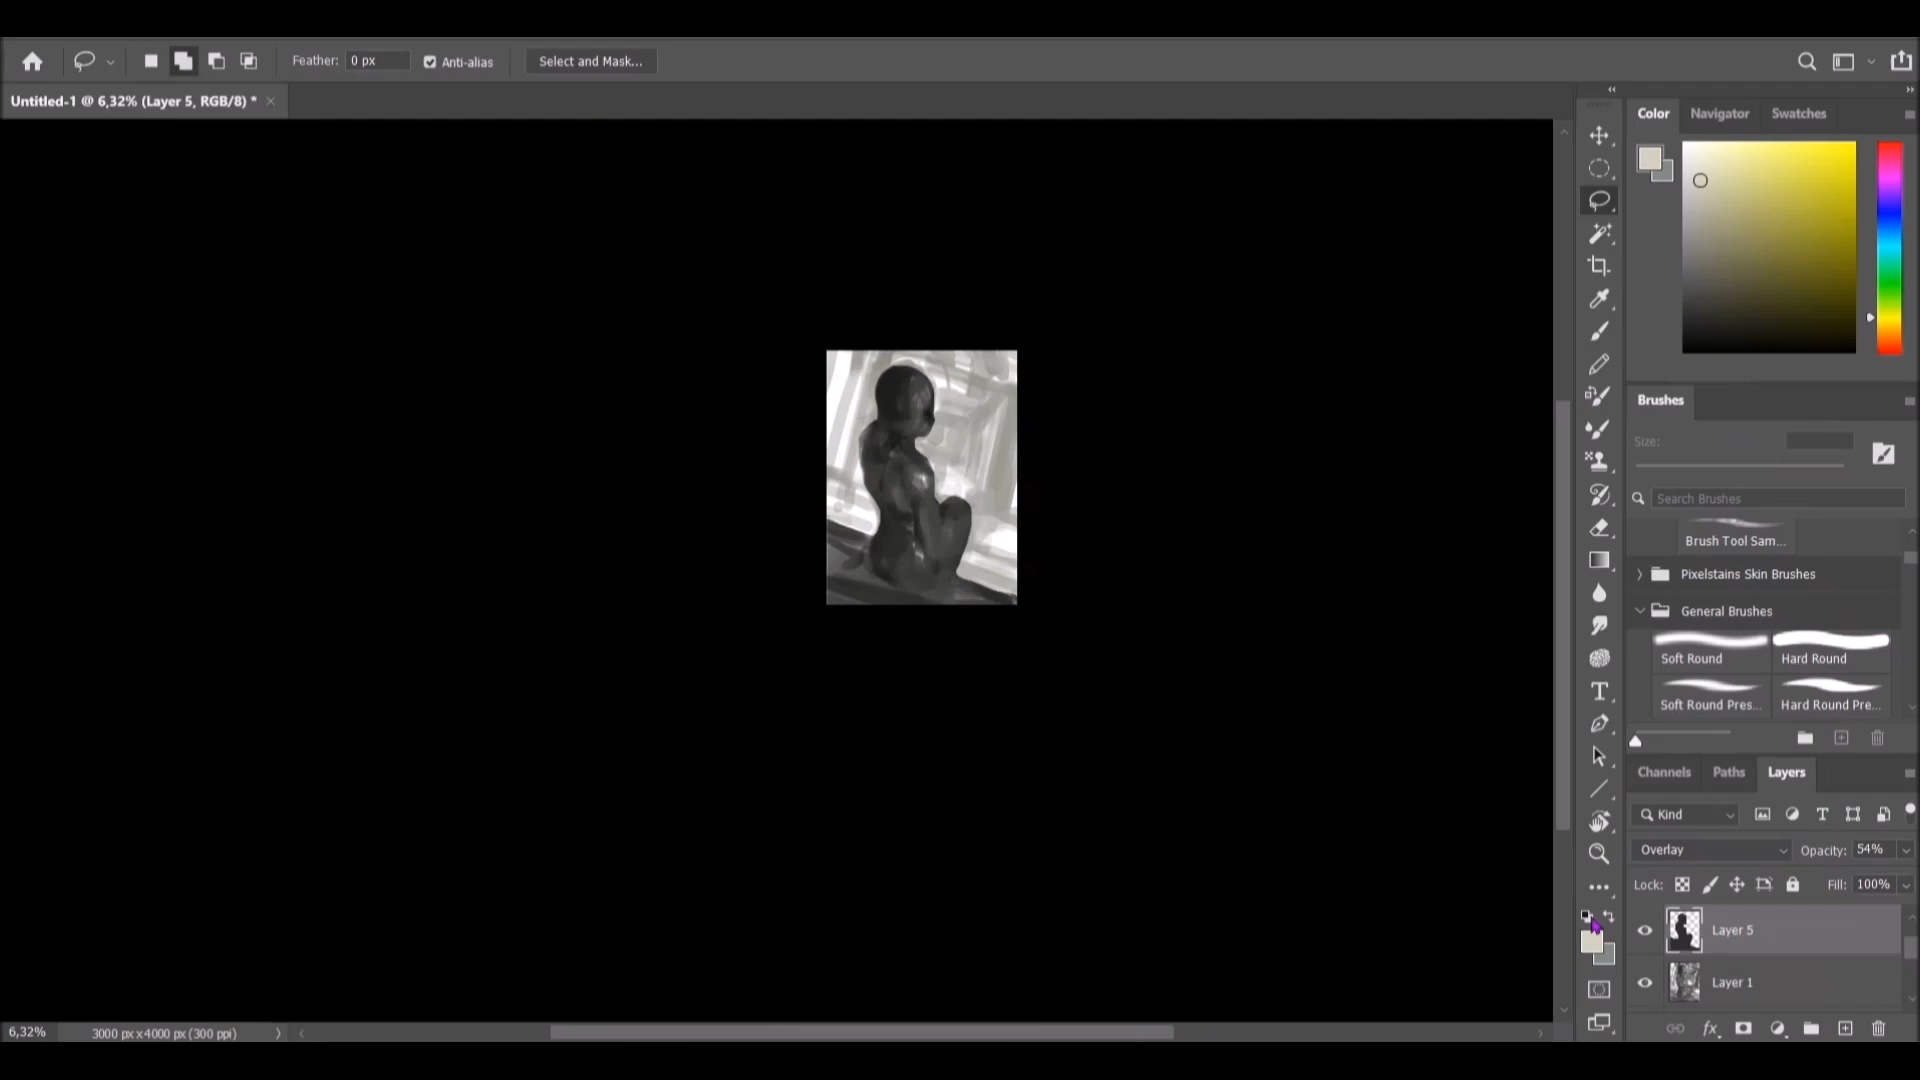 Feather: 0 px Anti-alias Select and Mask...
Untitled-1 @ 6,32% (Layer 5, RGB/8) *
Color Navigator Swatches
Brushes
Size:
Search Brushes
Brush Tool Sam...
Pixelstains Skin Brushes
General Brushes
Soft Round Hard Round
Soft Round Pres... Hard Round Pre...
Channels Paths Layers
Kind
Overlay Opacity: 54%
Lock: Fill: 100%
Layer 5
Layer 1
6,32% 3000 px x 4000 px (300 ppi)